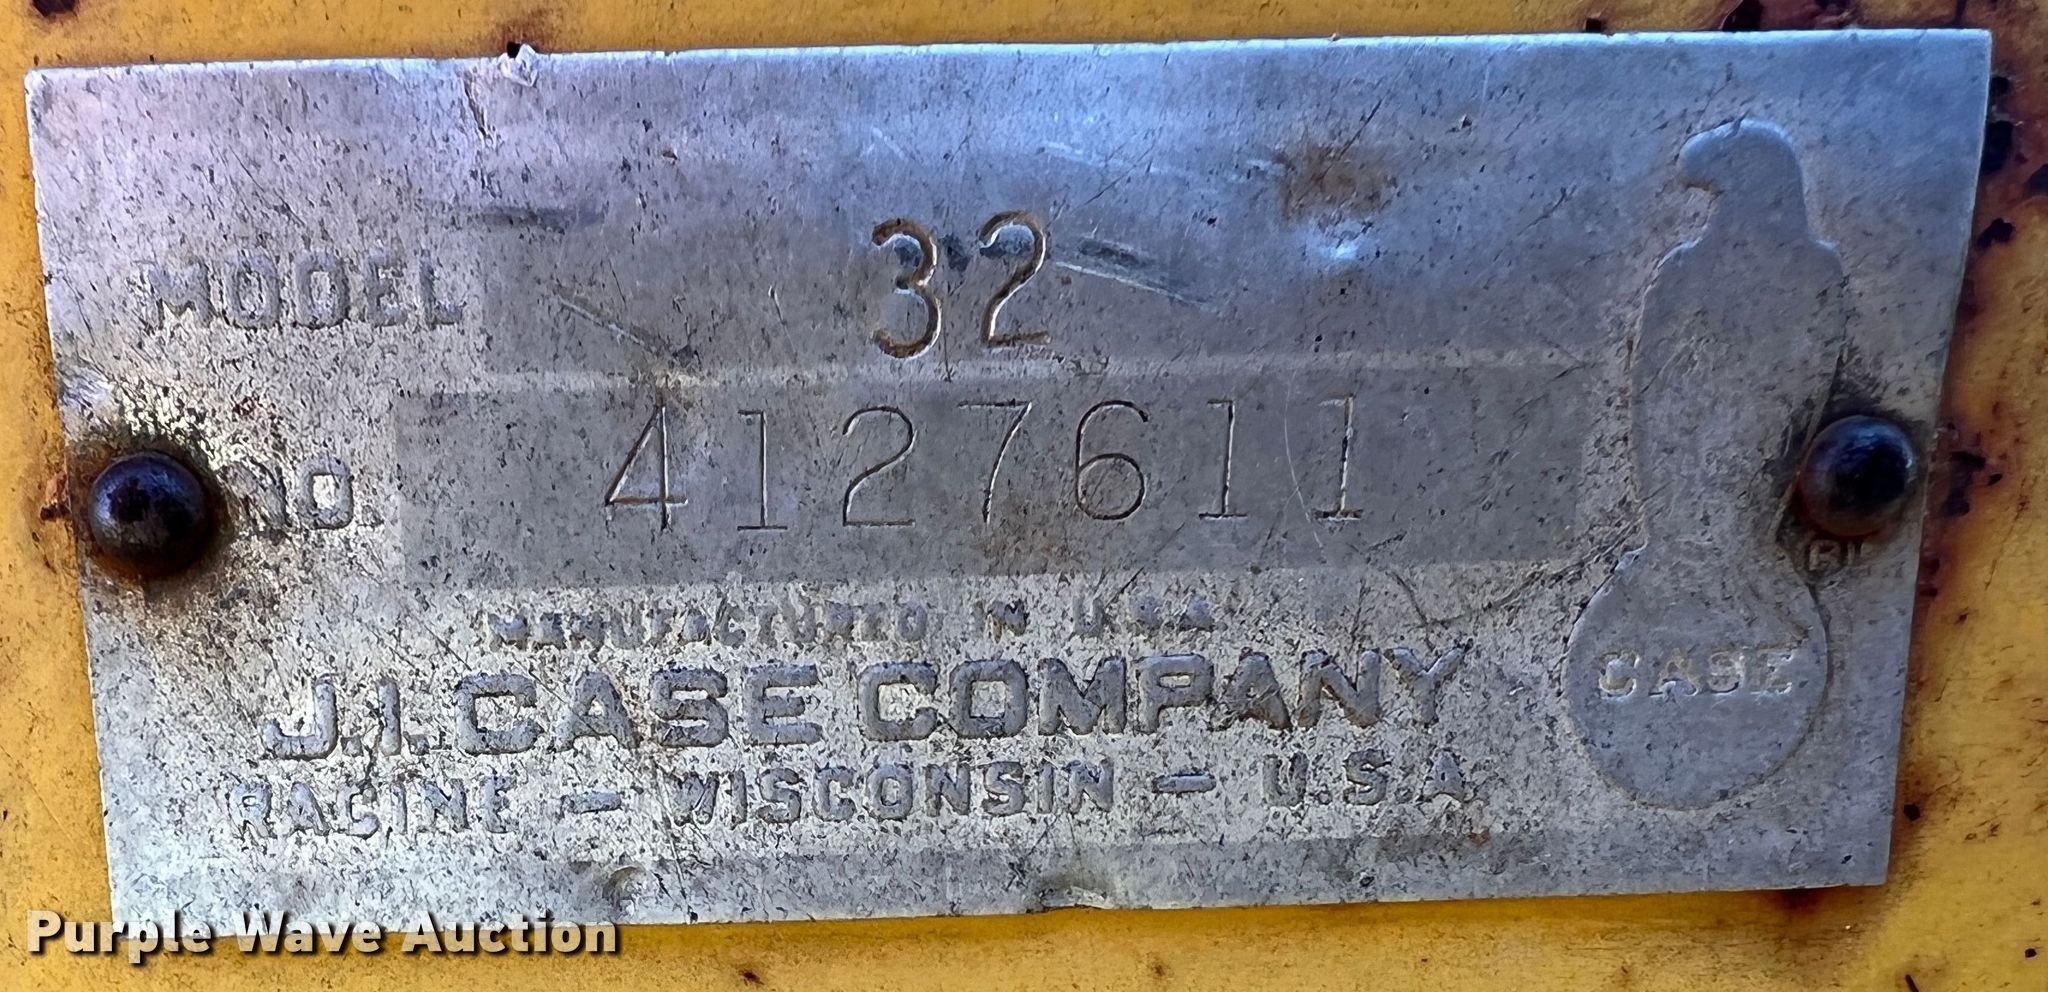 MODEL 32
NO. 4127611
MANUFACTURED IN U.S.A.
J.I. CASE COMPANY
RACINE - WISCONSIN - U.S.A.
CASE
Purple Wave Auction